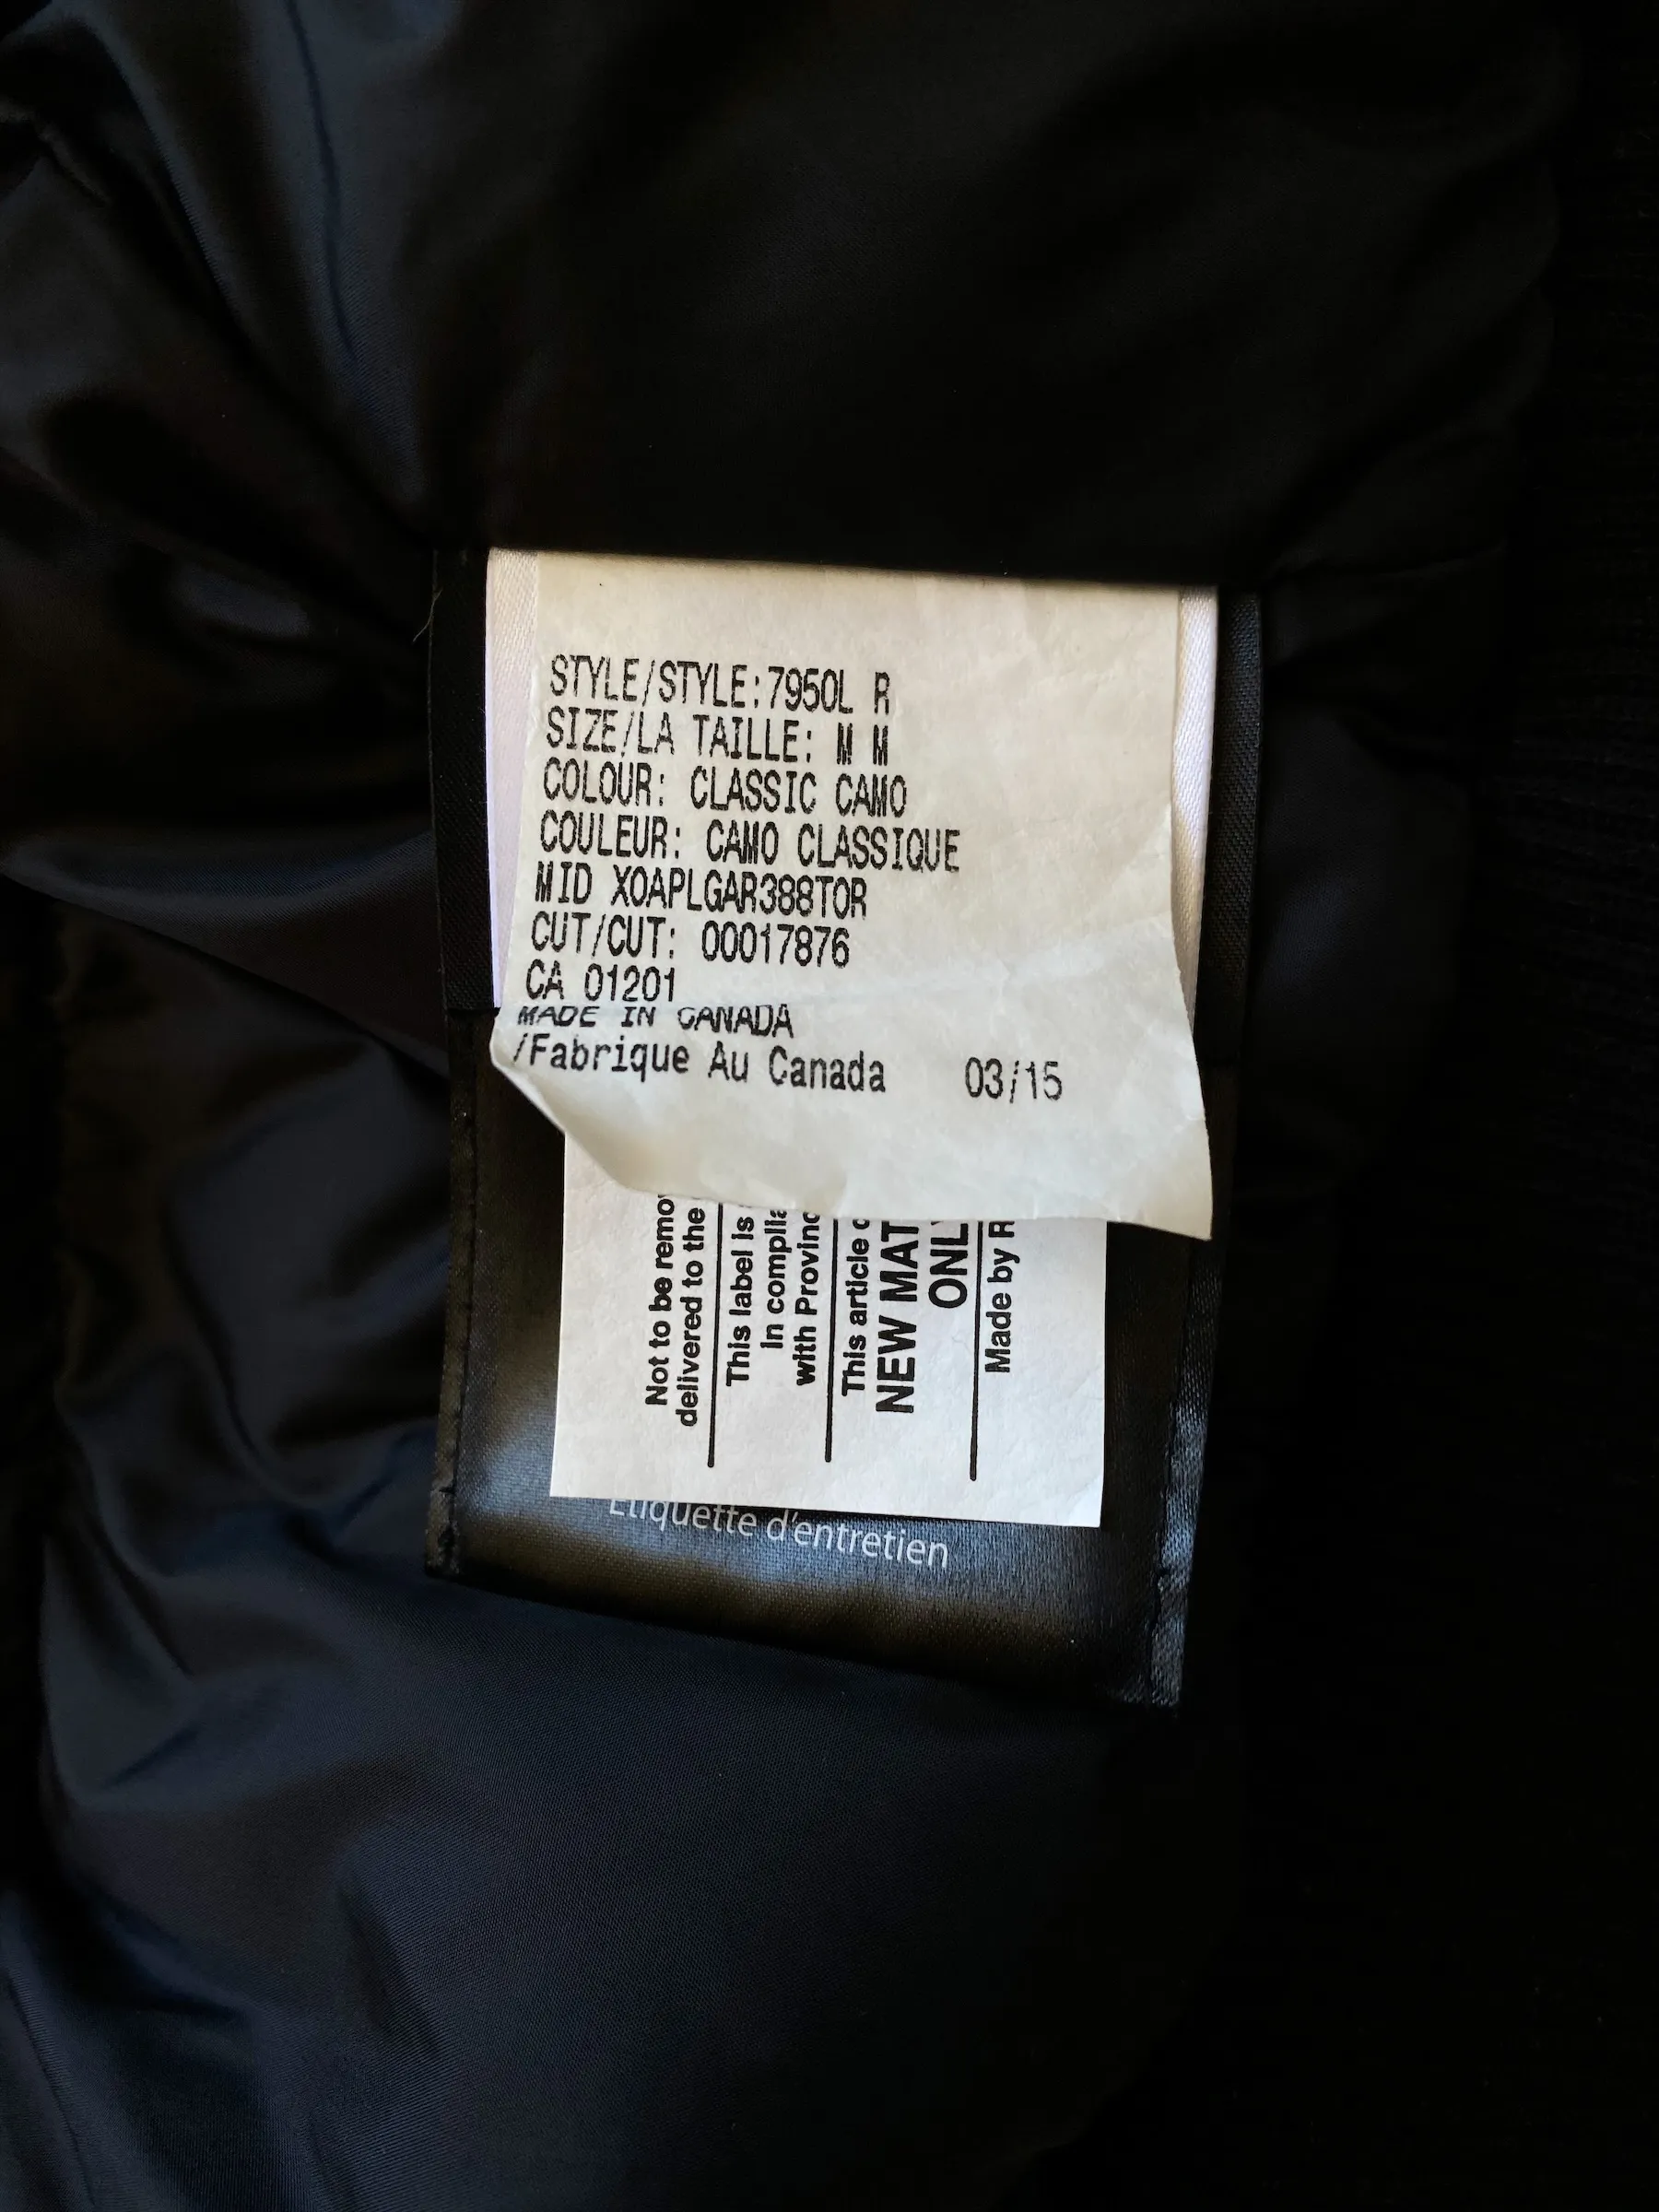 STYLE/STYLE:7950L R
SIZE/LA TAILLE: M M
COLOUR: CLASSIC CAMO
COULEUR: CAMO CLASSIQUE
MID XOAPLGAR388TOR
CUT/CUT: 00017876
CA 01201
MADE IN CANADA
/Fabrique Au Canada 03/15
Not to be remo
delivered to the
This label is
In complia
with Provinc
This article
NEW MAT
ONL
Made by R
Etiquette d'entretien